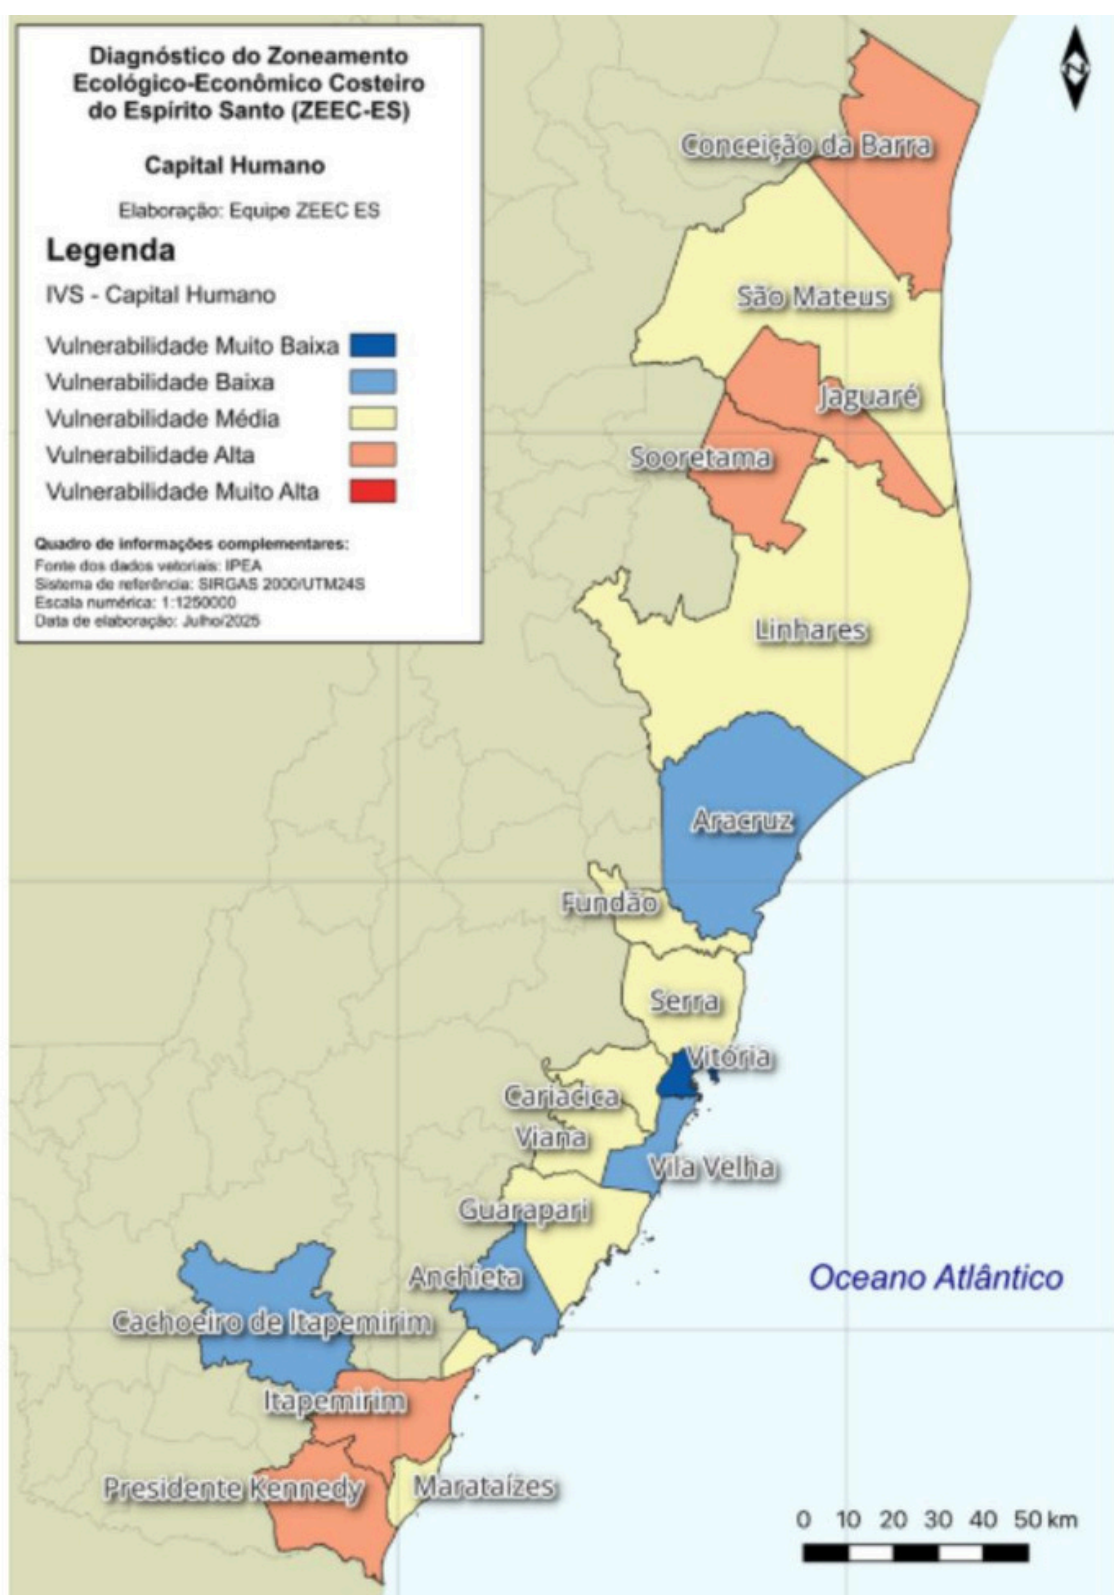 Diagnóstico do Zoneamento
Ecológico-Econômico Costeiro
do Espírito Santo (ZEEC-ES)
Capital Humano
Elaboração: Equipe ZEEC ES
Legenda
IVS - Capital Humano
Vulnerabilidade Muito Baixa
Vulnerabilidade Baixa
Vulnerabilidade Média
Vulnerabilidade Alta
Vulnerabilidade Muito Alta
Quadro de informações complementares:
Fonte dos dados vetoriais: IPEA
Sistema de referência: SIRGAS 2000/UTM24S
Escala numérica: 1:1250000
Data de elaboração: Julho/2025
N
Conceição da Barra
São Mateus
Jaguaré
Sooretama
Linhares
Aracruz
Fundão
Serra
Vitória
Cariacica
Viana
Vila Velha
Guarapari
Anchieta
Oceano Atlântico
Cachoeiro de Itapemirim
Itapemirim
Presidente Kennedy
Marataízes
0 10 20 30 40 50 km